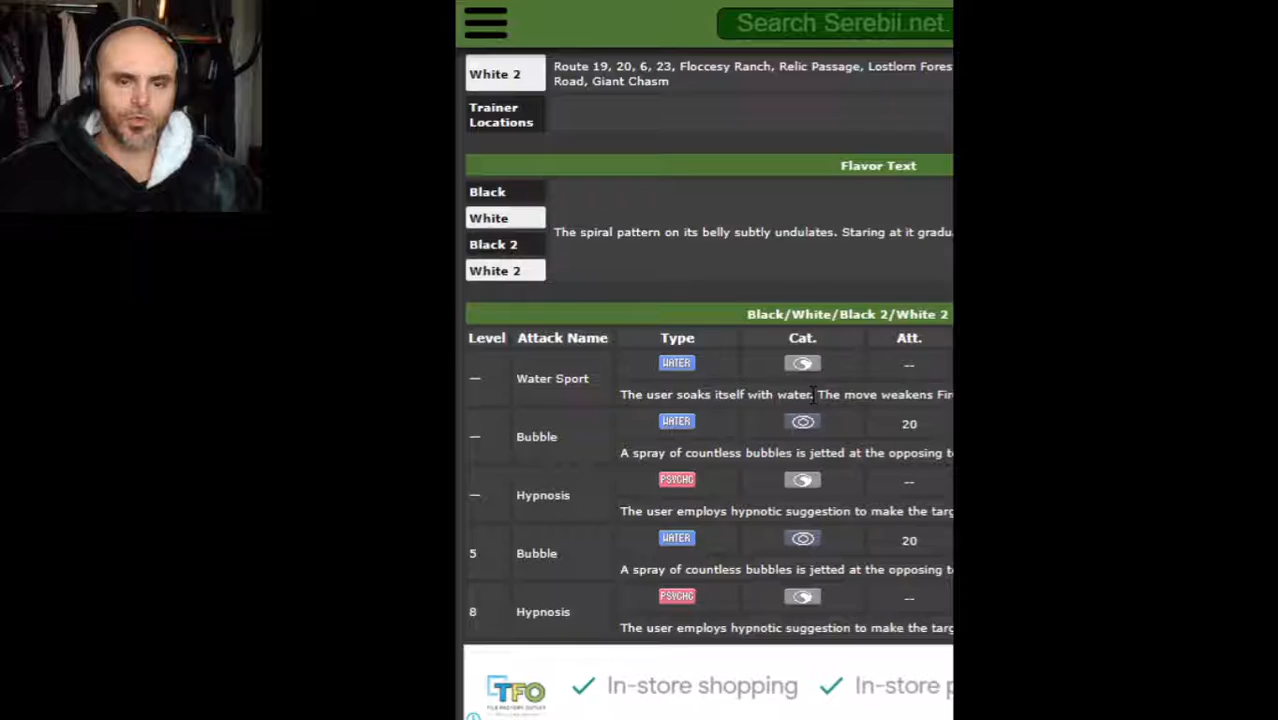 Search Serebii.net.
White 2
Route 19, 20, 6, 23, Floccesy Ranch, Relic Passage, Lostlorn Fores
Road, Giant Chasm
Trainer
Locations
Flavor Text
Black
White
Black 2
White 2
The spiral pattern on its belly subtly undulates. Staring at it gradu
Black/White/Black 2/White 2
Level Attack Name Type Cat. Att.
— Water Sport WATER --
The user soaks itself with water. The move weakens Fir
— Bubble WATER 20
A spray of countless bubbles is jetted at the opposing t
— Hypnosis PSYCHC --
The user employs hypnotic suggestion to make the targ
5 Bubble WATER 20
A spray of countless bubbles is jetted at the opposing t
8 Hypnosis PSYCHC --
The user employs hypnotic suggestion to make the targ
TFO
In-store shopping
In-store p